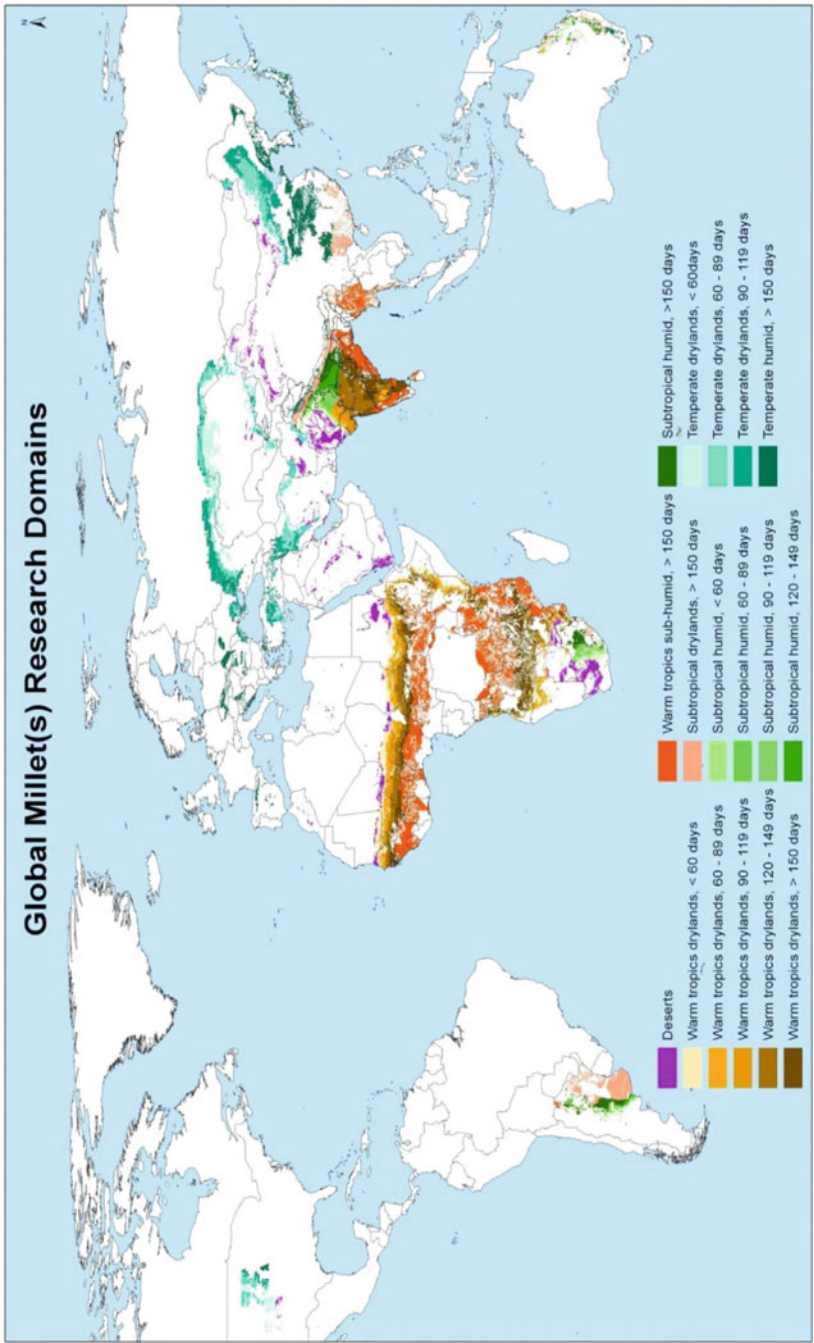 Global Millet(s) Research Domains
N
Deserts
Warm tropics drylands, < 60 days
Warm tropics drylands, 60 - 89 days
Warm tropics drylands, 90 - 119 days
Warm tropics drylands, 120 - 149 days
Warm tropics drylands, > 150 days
Warm tropics sub-humid, > 150 days
Subtropical drylands, > 150 days
Subtropical humid, < 60 days
Subtropical humid, 60 - 89 days
Subtropical humid, 90 - 119 days
Subtropical humid, 120 - 149 days
Subtropical humid, >150 days
Temperate drylands, < 60days
Temperate drylands, 60 - 89 days
Temperate drylands, 90 - 119 days
Temperate humid, > 150 days